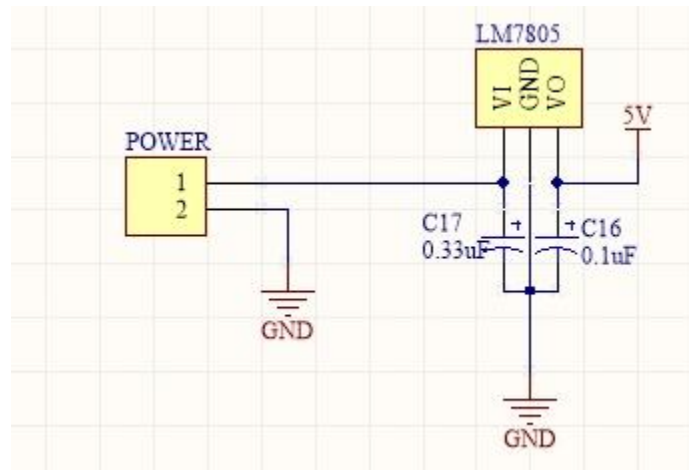 LM7805
VI
GND
VO
5V
POWER
1
2
C17
0.33uF
+
+
C16
0.1uF
GND
GND